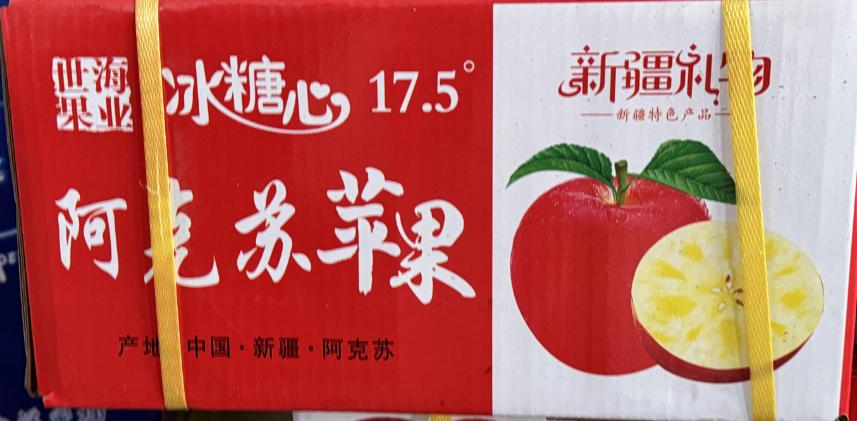 世海
果业
冰糖心 17.5°
阿克苏苹果
产地 中国·新疆·阿克苏
新疆礼物
新疆特色产品